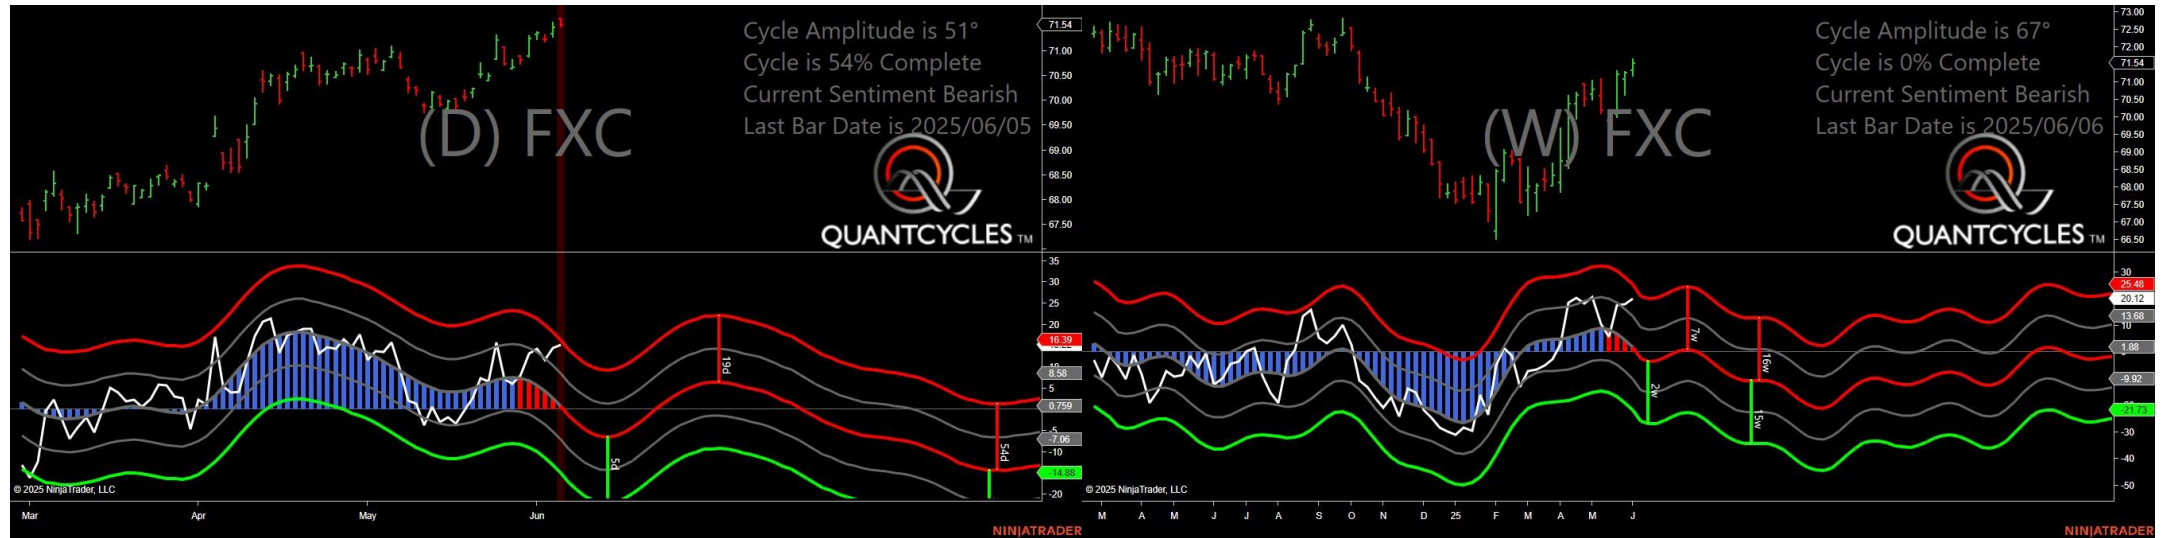 Cycle Amplitude is 51°
Cycle is 54% Complete
Current Sentiment Bearish
Last Bar Date is 2025/06/05
(D) FXC
QUANTCYCLES TM
71.54
71.00
70.50
70.00
69.50
69.00
68.50
68.00
67.50
35
30
25
20
16.39
8.58
5
0.759
-5
-7.06
-10
-14.88
-20
5d
19d
54d
© 2025 NinjaTrader, LLC
Mar Apr May Jun
NINJATRADER
Cycle Amplitude is 67°
Cycle is 0% Complete
Current Sentiment Bearish
Last Bar Date is 2025/06/06
(W) FXC
QUANTCYCLES TM
73.00
72.50
72.00
71.54
71.00
70.50
70.00
69.50
69.00
68.50
68.00
67.50
67.00
66.50
30
25.48
20.12
13.68
10
1.88
-9.92
-21.73
-30
-40
-50
2w
7w
15w
16w
© 2025 NinjaTrader, LLC
M A M J J A S O N D 25 F M A M J
NINJATRADER